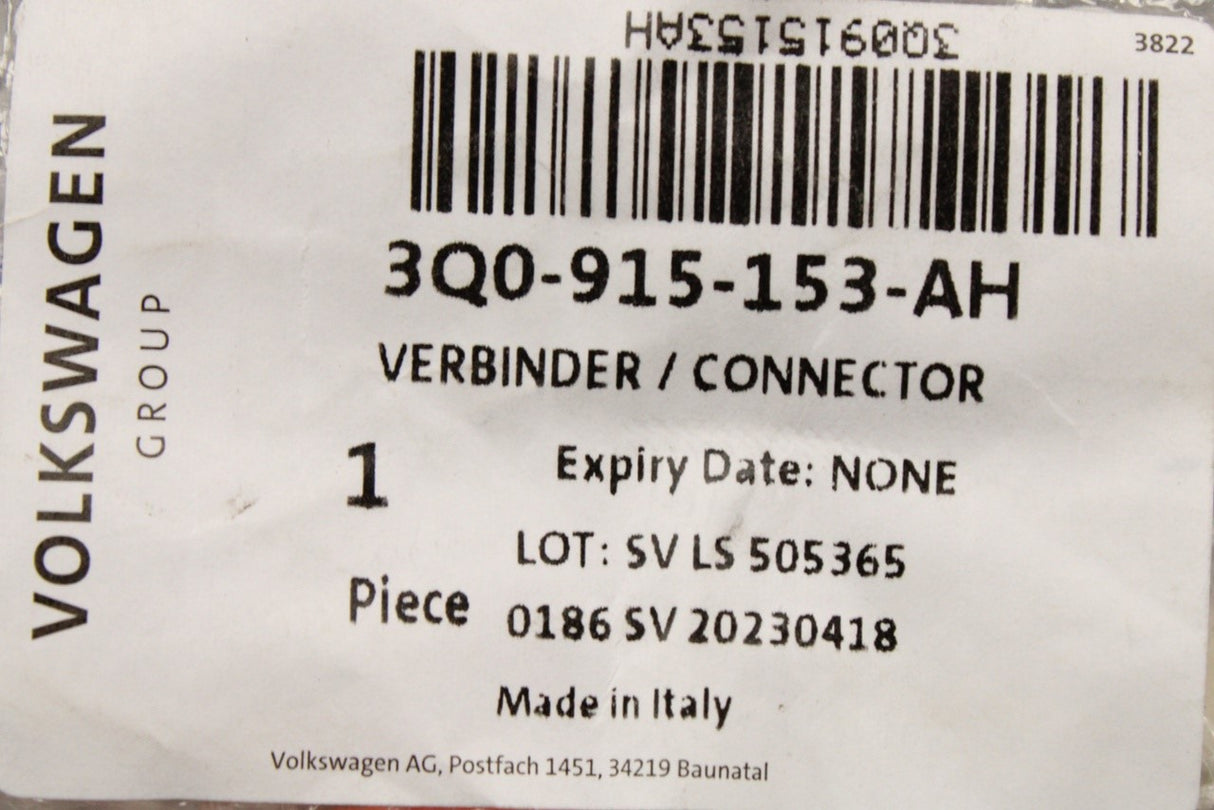 3Q0915153AH
3822
3Q0-915-153-AH
VERBINDER / CONNECTOR
1
Expiry Date: NONE
LOT: SV LS 505365
Piece
0186 SV 20230418
Made in Italy
Volkswagen AG, Postfach 1451, 34219 Baunatal
VOLKSWAGEN
GROUP